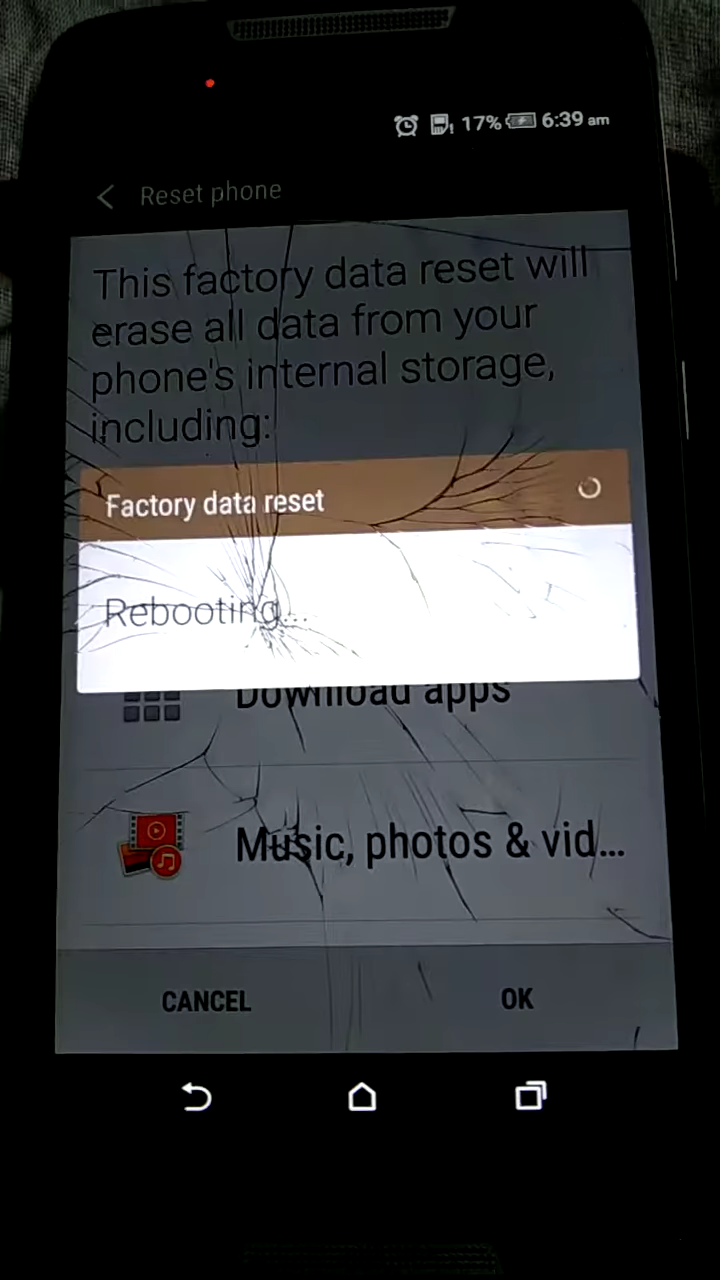 17% 6:39 am
Reset phone
This factory data reset will
erase all data from your
phone's internal storage,
including:
Factory data reset
Rebooting...
Download apps
Music, photos & vid...
CANCEL OK